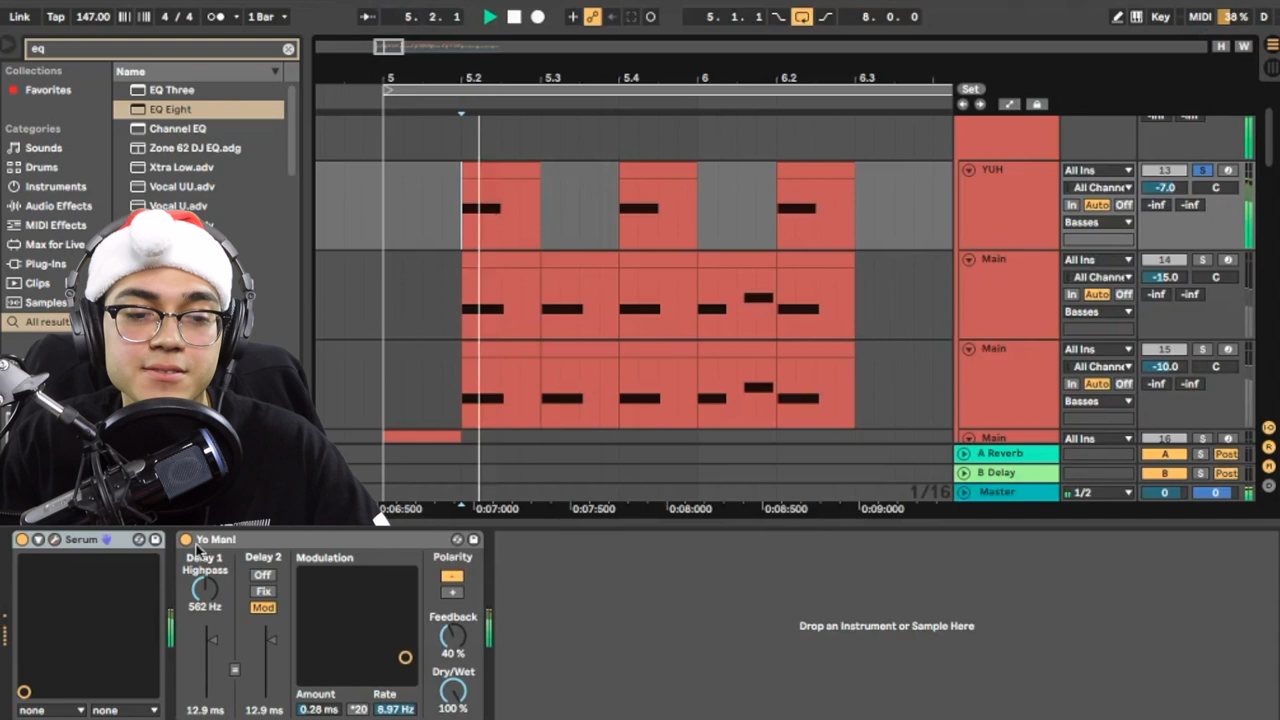 Link Tap 147.00 4 / 4 1 Bar 5. 2. 1 5. 1. 1 8. 0. 0 Key MIDI 38 % D
eq
Collections
Favorites
Categories
Sounds
Drums
Instruments
Audio Effects
MIDI Effects
Max for Live
Plug-Ins
Clips
Samples
All results
Name
EQ Three
EQ Eight
Channel EQ
Zone 62 DJ EQ.adg
Xtra Low.adv
Vocal UU.adv
Vocal U.adv
H W
5 5.2 5.3 5.4 6 6.2 6.3
Set
-inf -inf
YUH All Ins 13 S
All Channe -7.0 C
In Auto Off -inf -inf
Basses
Main All Ins 14 S
All Channe -15.0 C
In Auto Off -inf -inf
Basses
Main All Ins 15 S
All Channe -10.0 C
In Auto Off -inf -inf
Basses
Main All Ins 16 S
A Reverb A S Post
B Delay B S Post
1/16 Master 1/2 0 0
0:06:500 0:07:000 0:07:500 0:08:000 0:08:500 0:09:000
Serum
none none
Yo Man!
Delay 1
Highpass
562 Hz
12.9 ms
Delay 2
Off
Fix
Mod
12.9 ms
Modulation
Amount Rate
0.28 ms *20 8.97 Hz
Polarity
-
+
Feedback
40 %
Dry/Wet
100 %
Drop an Instrument or Sample Here